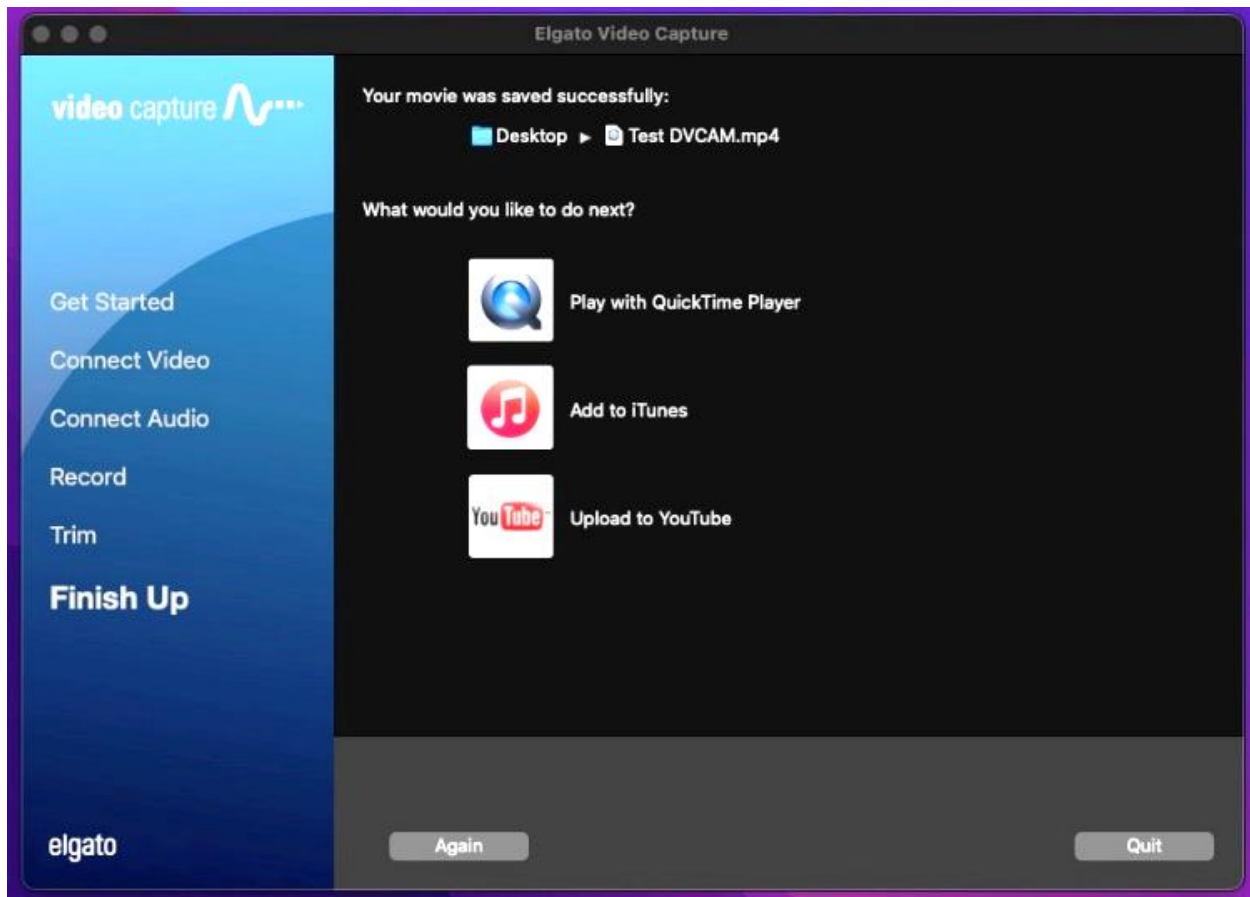 Elgato Video Capture
video capture
Your movie was saved successfully:
Desktop ▸ Test DVCAM.mp4
What would you like to do next?
Play with QuickTime Player
Add to iTunes
YouTube Upload to YouTube
Get Started
Connect Video
Connect Audio
Record
Trim
Finish Up
elgato
Again
Quit